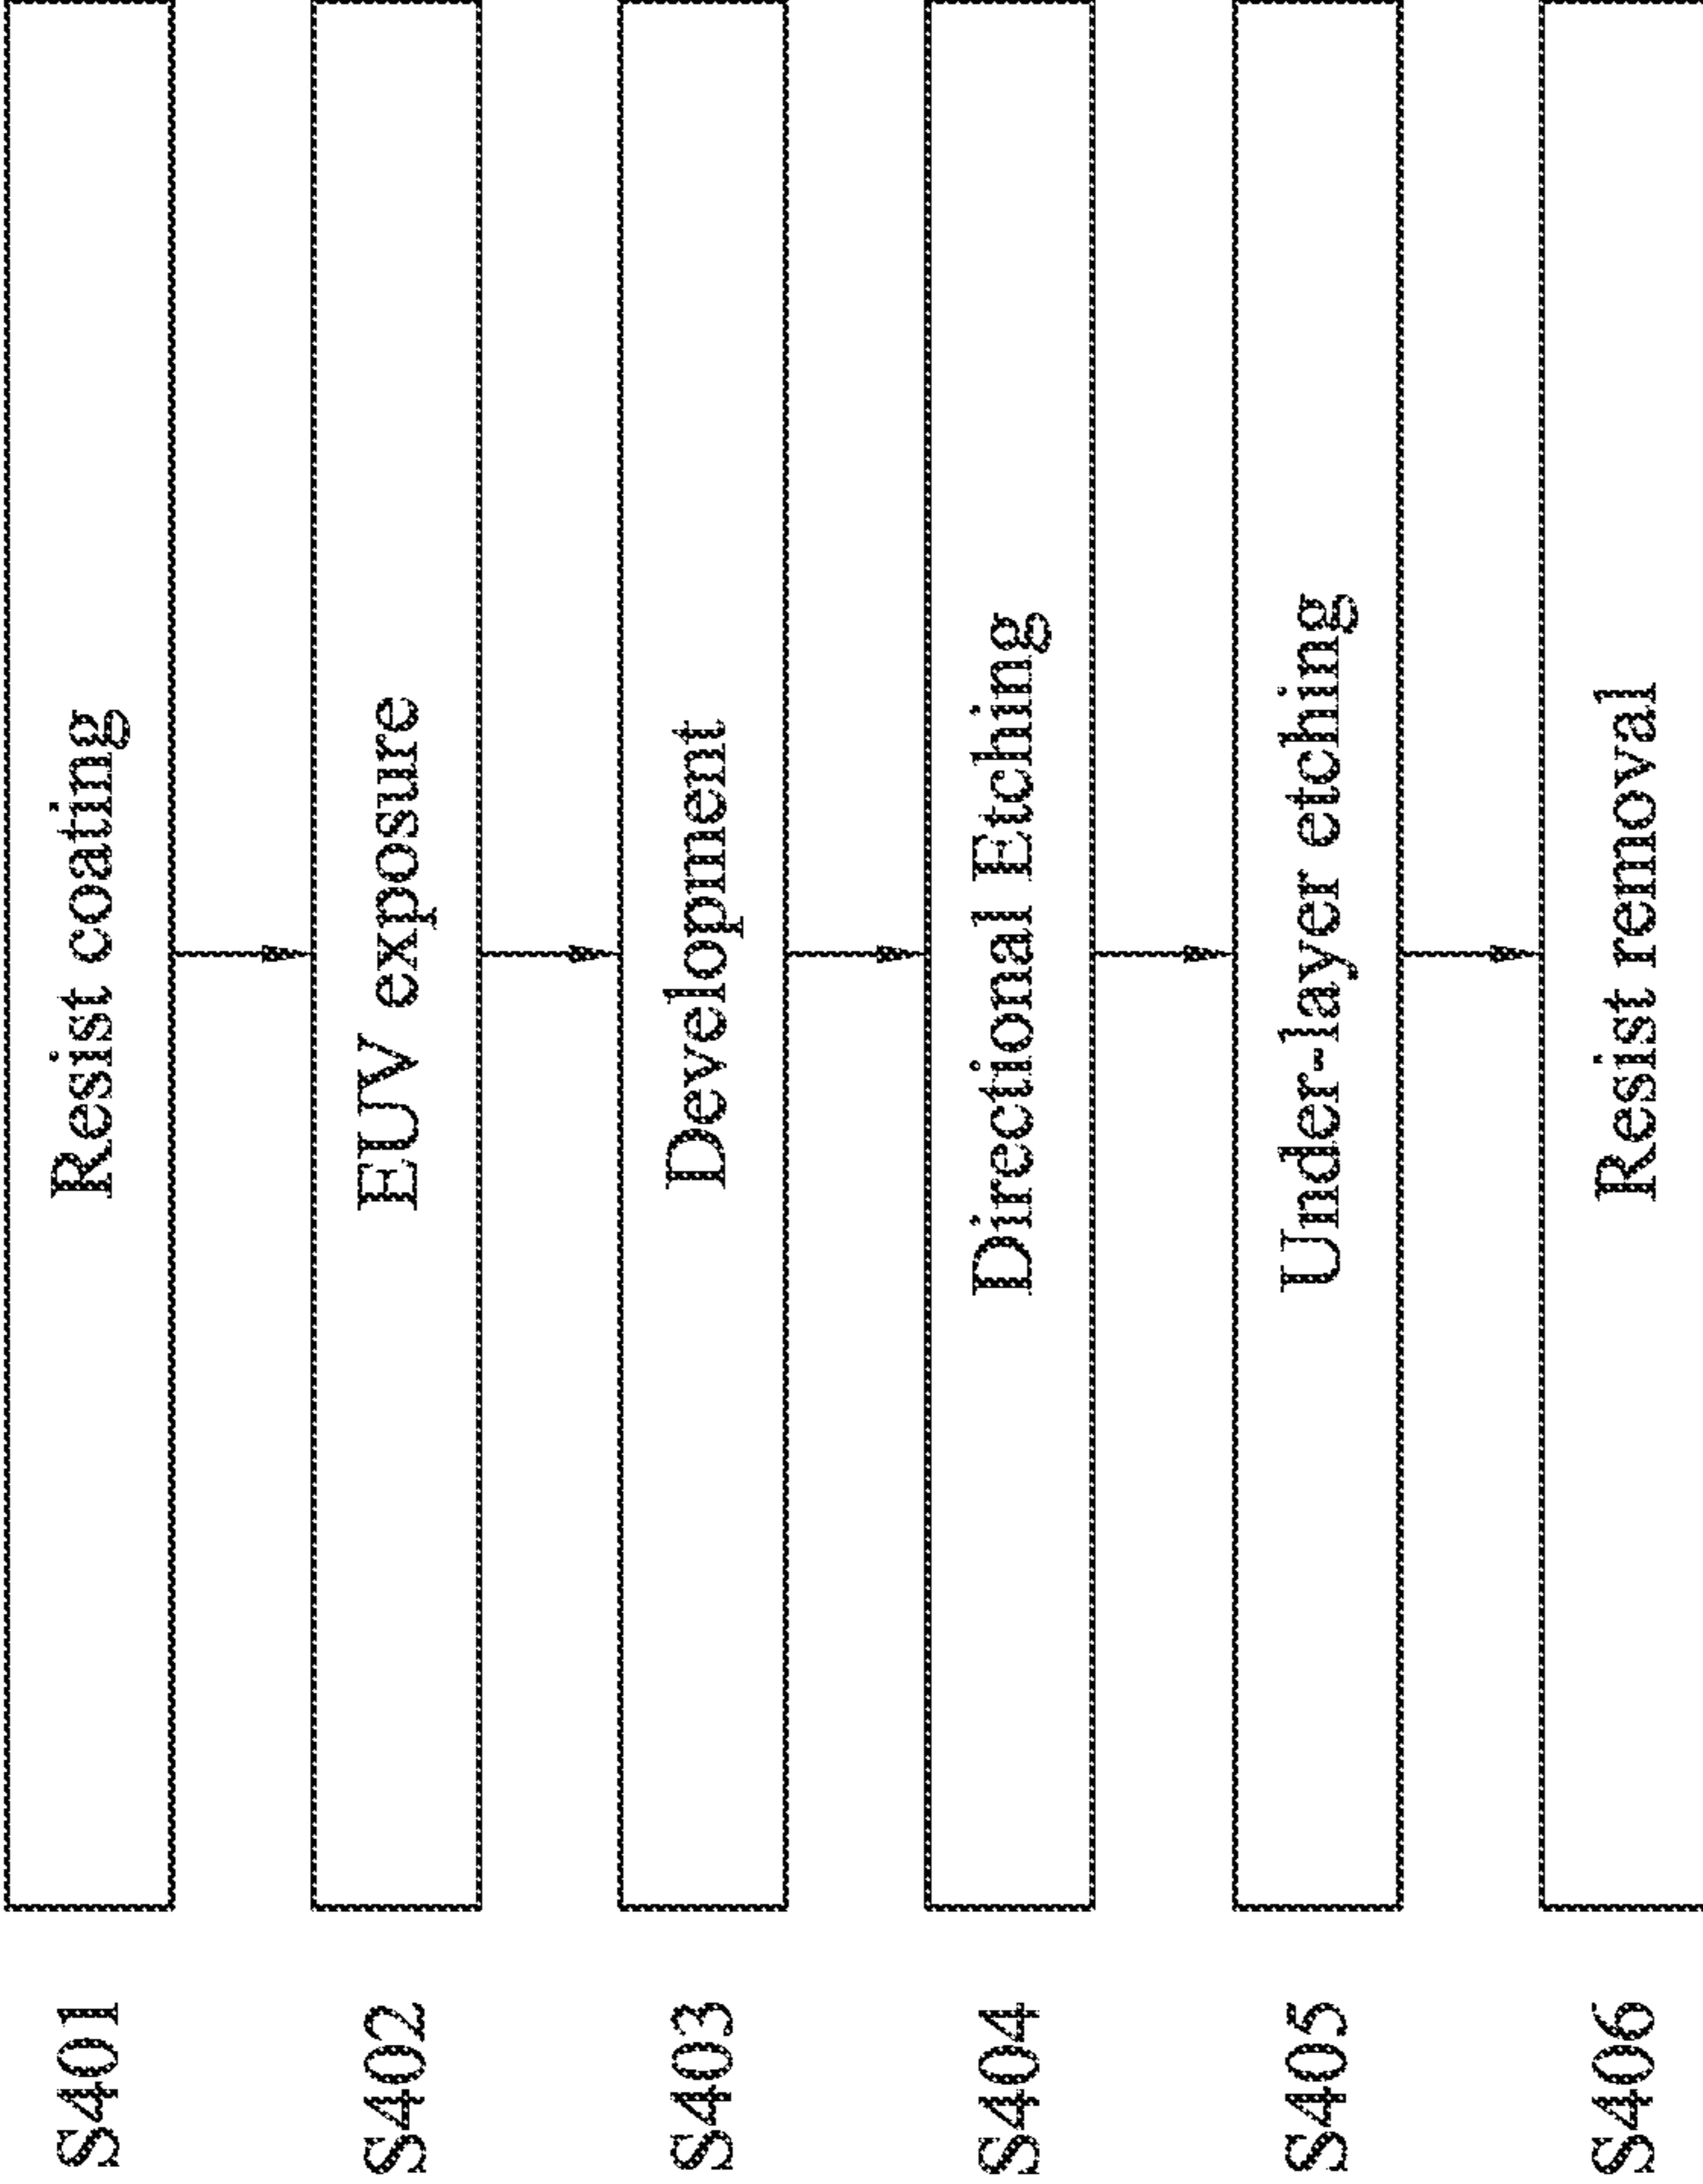 S401 Resist coating
S402 EUV exposure
S403 Development
S404 Directional Etching
S405 Under-layer etching
S406 Resist removal